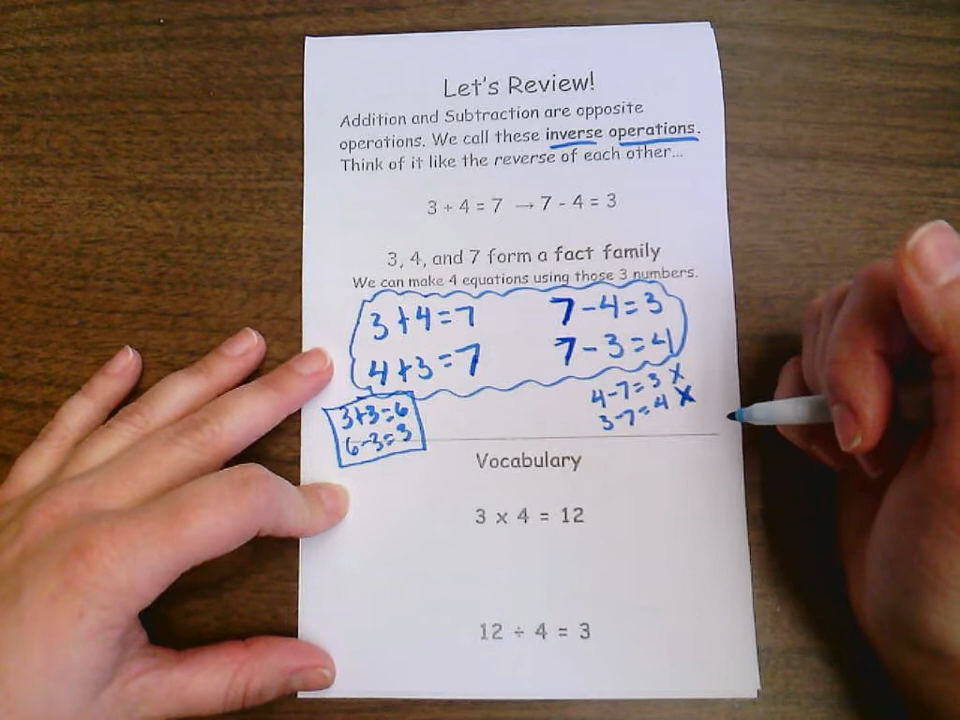 Let's Review!
Addition and Subtraction are opposite
operations. We call these inverse operations.
Think of it like the reverse of each other...
3 + 4 = 7 → 7 - 4 = 3
3, 4, and 7 form a fact family
We can make 4 equations using those 3 numbers.
3+4=7 7-4=3
4+3=7 7-3=4
4-7=3 X
3-7=4 X
3+3=6
6-3=3
Vocabulary
3 x 4 = 12
12 ÷ 4 = 3